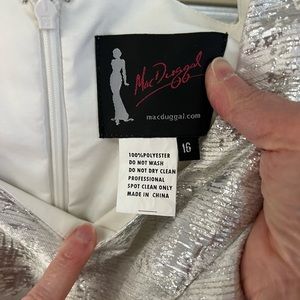 Mac Duggal
macduggal.com
16
100%POLYESTER
DO NOT WASH
DO NOT DRY CLEAN
PROFESSIONAL
SPOT CLEAN ONLY
MADE IN CHINA